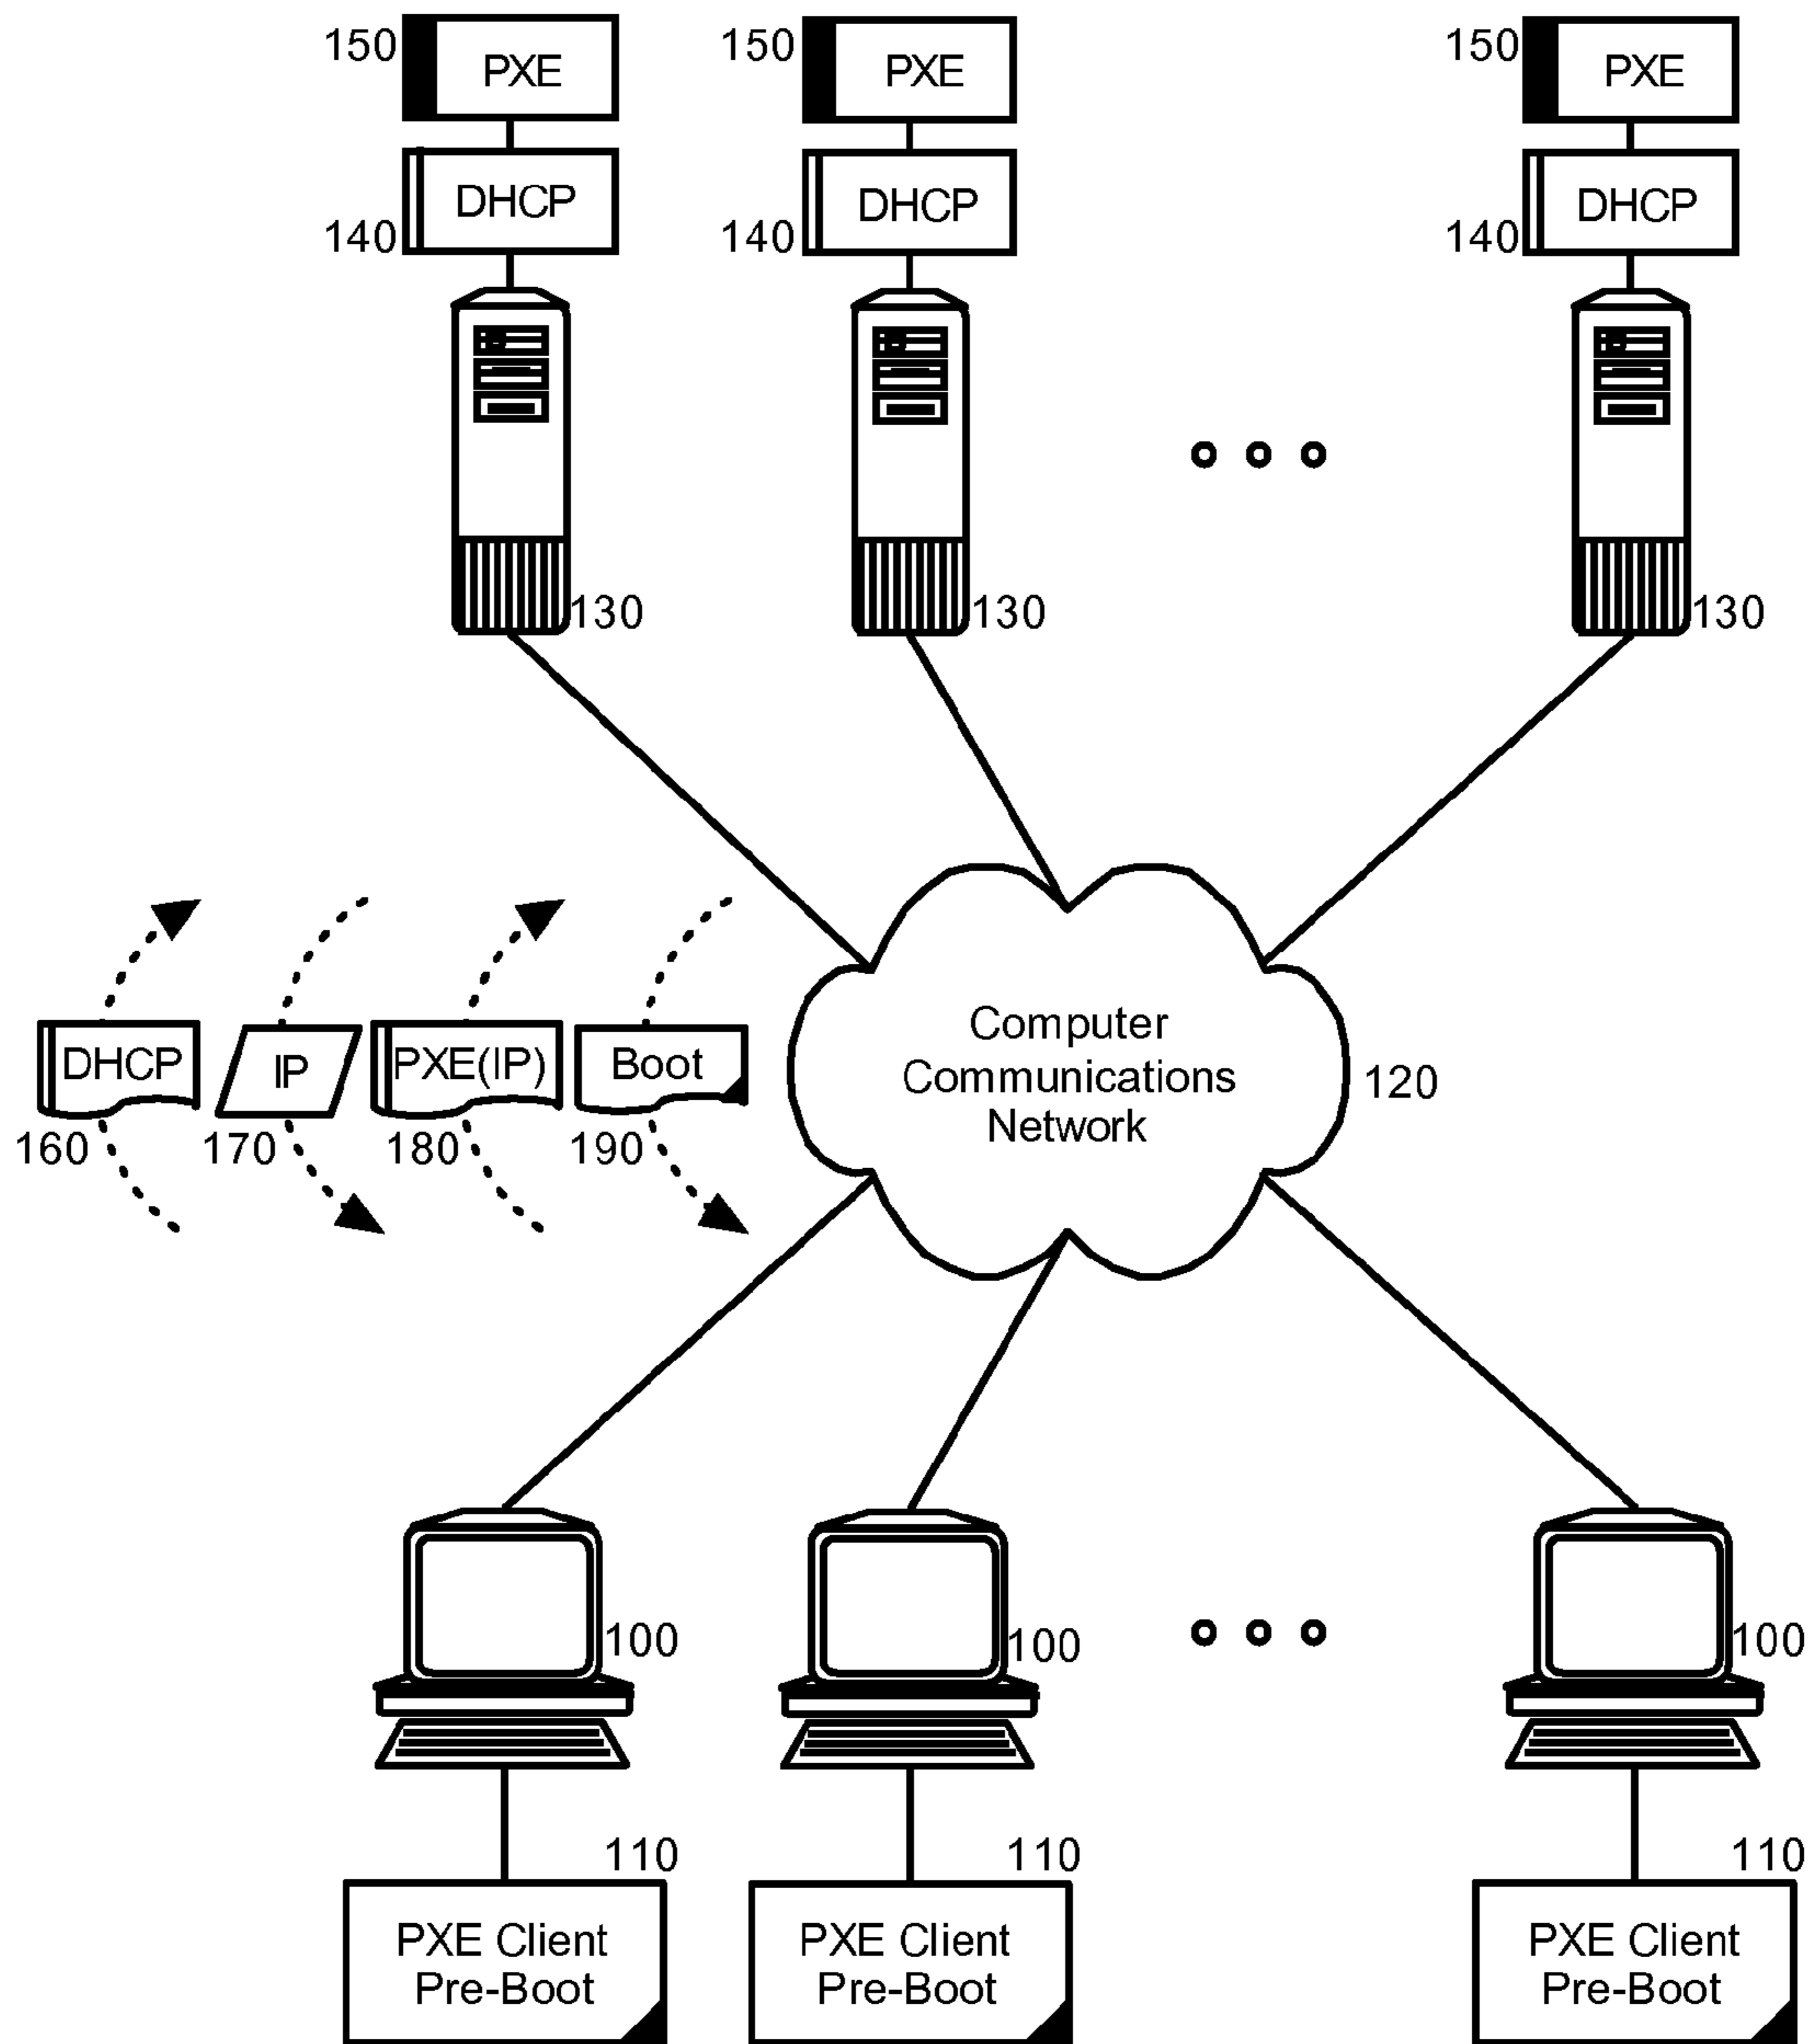 150 PXE 150 PXE 150 PXE
140 DHCP 140 DHCP 140 DHCP
130 130 130
Computer
Communications
Network
120
DHCP IP PXE(IP) Boot
160 170 180 190
100 100 100
110 110 110
PXE Client PXE Client PXE Client
Pre-Boot Pre-Boot Pre-Boot